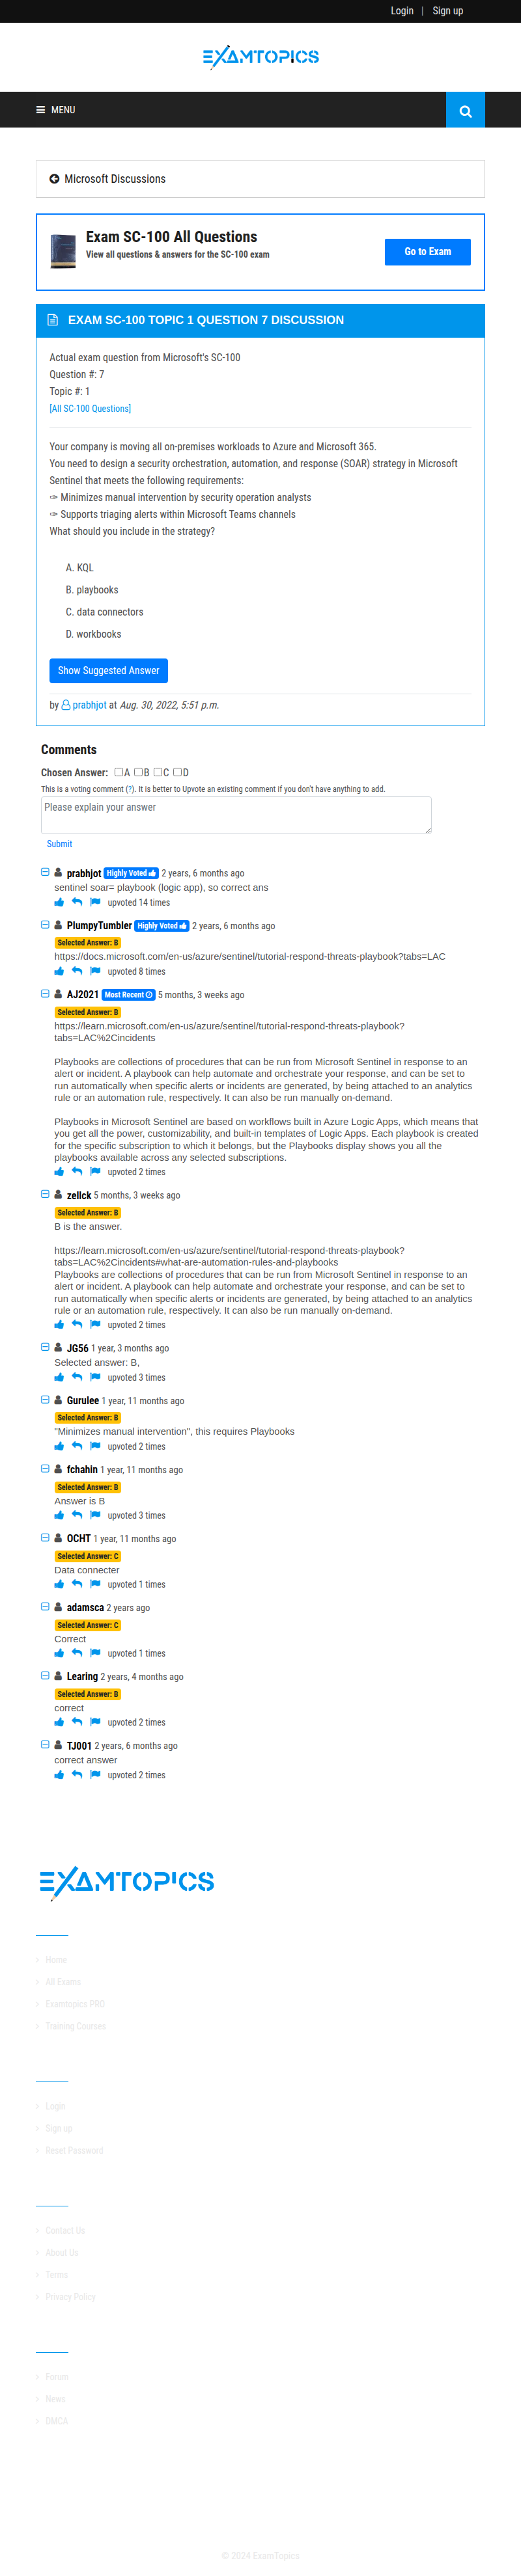 Login | Sign up
EXAMTOPICS
MENU
Microsoft Discussions
Exam SC-100 All Questions
View all questions & answers for the SC-100 exam
Go to Exam
EXAM SC-100 TOPIC 1 QUESTION 7 DISCUSSION
Actual exam question from Microsoft's SC-100
Question #: 7
Topic #: 1
[All SC-100 Questions]
Your company is moving all on-premises workloads to Azure and Microsoft 365.
You need to design a security orchestration, automation, and response (SOAR) strategy in Microsoft
Sentinel that meets the following requirements:
✑ Minimizes manual intervention by security operation analysts
✑ Supports triaging alerts within Microsoft Teams channels
What should you include in the strategy?
A. KQL
B. playbooks
C. data connectors
D. workbooks
Show Suggested Answer
by prabhjot at Aug. 30, 2022, 5:51 p.m.
Comments
Chosen Answer: A B C D
This is a voting comment (?). It is better to Upvote an existing comment if you don't have anything to add.
Please explain your answer
Submit
prabhjot Highly Voted 2 years, 6 months ago
sentinel soar= playbook (logic app), so correct ans
upvoted 14 times
PlumpyTumbler Highly Voted 2 years, 6 months ago
Selected Answer: B
https://docs.microsoft.com/en-us/azure/sentinel/tutorial-respond-threats-playbook?tabs=LAC
upvoted 8 times
AJ2021 Most Recent 5 months, 3 weeks ago
Selected Answer: B
https://learn.microsoft.com/en-us/azure/sentinel/tutorial-respond-threats-playbook?
tabs=LAC%2Cincidents
Playbooks are collections of procedures that can be run from Microsoft Sentinel in response to an
alert or incident. A playbook can help automate and orchestrate your response, and can be set to
run automatically when specific alerts or incidents are generated, by being attached to an analytics
rule or an automation rule, respectively. It can also be run manually on-demand.
Playbooks in Microsoft Sentinel are based on workflows built in Azure Logic Apps, which means that
you get all the power, customizability, and built-in templates of Logic Apps. Each playbook is created
for the specific subscription to which it belongs, but the Playbooks display shows you all the
playbooks available across any selected subscriptions.
upvoted 2 times
zellck 5 months, 3 weeks ago
Selected Answer: B
B is the answer.
https://learn.microsoft.com/en-us/azure/sentinel/tutorial-respond-threats-playbook?
tabs=LAC%2Cincidents#what-are-automation-rules-and-playbooks
Playbooks are collections of procedures that can be run from Microsoft Sentinel in response to an
alert or incident. A playbook can help automate and orchestrate your response, and can be set to
run automatically when specific alerts or incidents are generated, by being attached to an analytics
rule or an automation rule, respectively. It can also be run manually on-demand.
upvoted 2 times
JG56 1 year, 3 months ago
Selected answer: B,
upvoted 3 times
Gurulee 1 year, 11 months ago
Selected Answer: B
"Minimizes manual intervention", this requires Playbooks
upvoted 2 times
fchahin 1 year, 11 months ago
Selected Answer: B
Answer is B
upvoted 3 times
OCHT 1 year, 11 months ago
Selected Answer: C
Data connecter
upvoted 1 times
adamsca 2 years ago
Selected Answer: C
Correct
upvoted 1 times
Learing 2 years, 4 months ago
Selected Answer: B
correct
upvoted 2 times
TJ001 2 years, 6 months ago
correct answer
upvoted 2 times
EXAMTOPICS
Home
All Exams
Examtopics PRO
Training Courses
Login
Sign up
Reset Password
Contact Us
About Us
Terms
Privacy Policy
Forum
News
DMCA
© 2024 ExamTopics